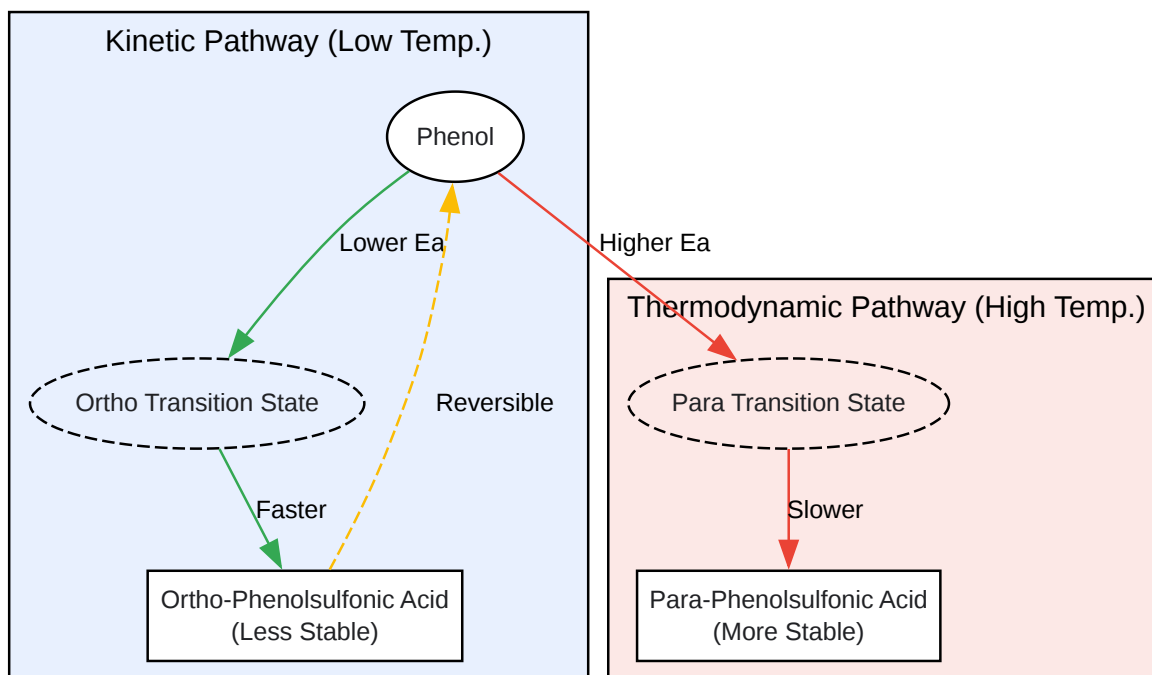 Kinetic Pathway (Low Temp.)
Phenol
Lower Ea
Higher Ea
Thermodynamic Pathway (High Temp.)
Ortho Transition State
Reversible
Para Transition State
Faster
Slower
Ortho-Phenolsulfonic Acid
(Less Stable)
Para-Phenolsulfonic Acid
(More Stable)